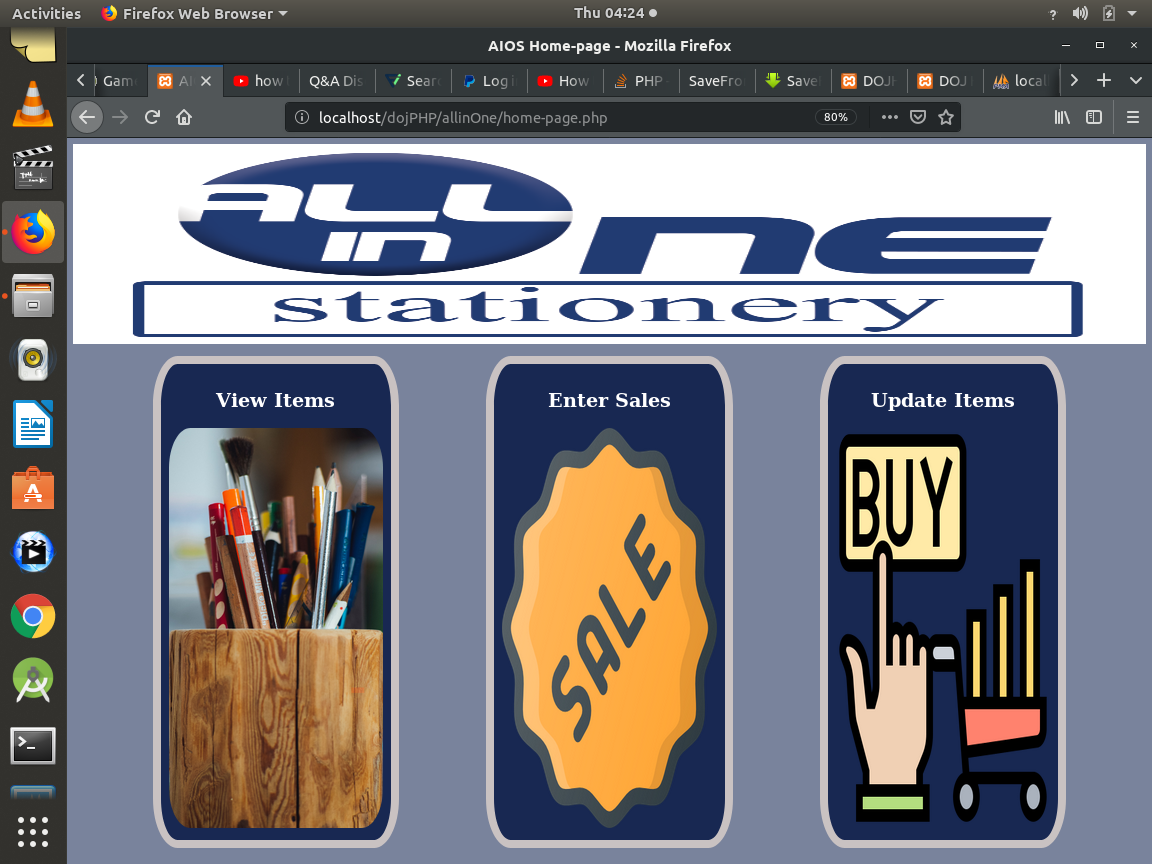 Activities Firefox Web Browser Thu 04:24
AIOS Home-page - Mozilla Firefox
Gam AI how Q&A Dis Sear Log i How PHP SaveFro Save DOJ DOJ local
localhost/dojPHP/allinOne/home-page.php 80%
ALL
IN ONE
stationery
View Items Enter Sales Update Items
BUY
SALE